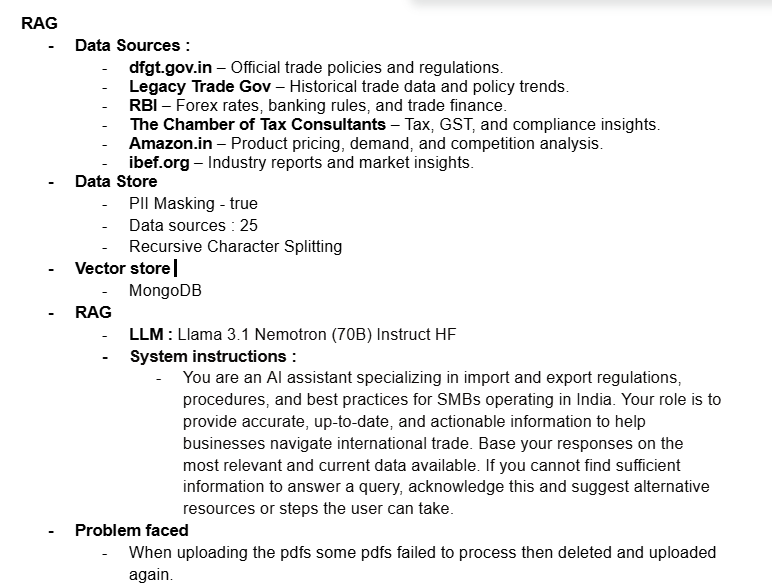 RAG
- Data Sources :
- dfgt.gov.in – Official trade policies and regulations.
- Legacy Trade Gov – Historical trade data and policy trends.
- RBI – Forex rates, banking rules, and trade finance.
- The Chamber of Tax Consultants – Tax, GST, and compliance insights.
- Amazon.in – Product pricing, demand, and competition analysis.
- ibef.org – Industry reports and market insights.
- Data Store
- PII Masking - true
- Data sources : 25
- Recursive Character Splitting
- Vector store
- MongoDB
- RAG
- LLM : Llama 3.1 Nemotron (70B) Instruct HF
- System instructions :
- You are an AI assistant specializing in import and export regulations,
procedures, and best practices for SMBs operating in India. Your role is to
provide accurate, up-to-date, and actionable information to help
businesses navigate international trade. Base your responses on the
most relevant and current data available. If you cannot find sufficient
information to answer a query, acknowledge this and suggest alternative
resources or steps the user can take.
- Problem faced
- When uploading the pdfs some pdfs failed to process then deleted and uploaded
again.